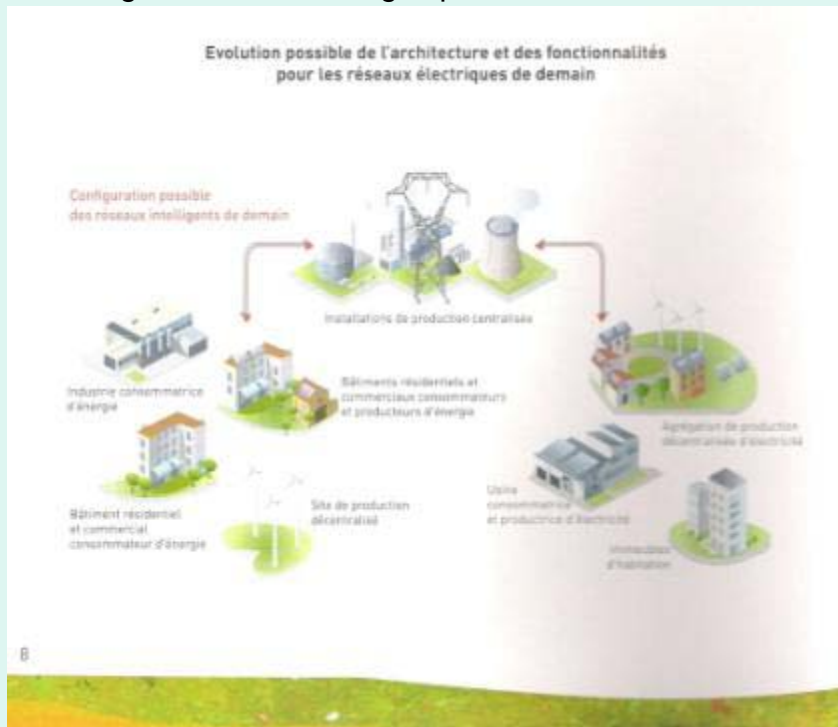 Evolution possible de l'architecture et des fonctionnalités
pour les réseaux électriques de demain
Configuration possible
des réseaux intelligents de demain
Installations de production centralisée
Industrie consommatrice
d'énergie
Bâtiments résidentiels et
commerciaux consommateurs
et producteurs d'énergie
Agrégation de production
décentralisée d'électricité
Bâtiment résidentiel
et commercial
consommateur d'énergie
Site de production
décentralisé
Usine
consommatrice
et productrice d'électricité
Immeubles
d'habitation
8